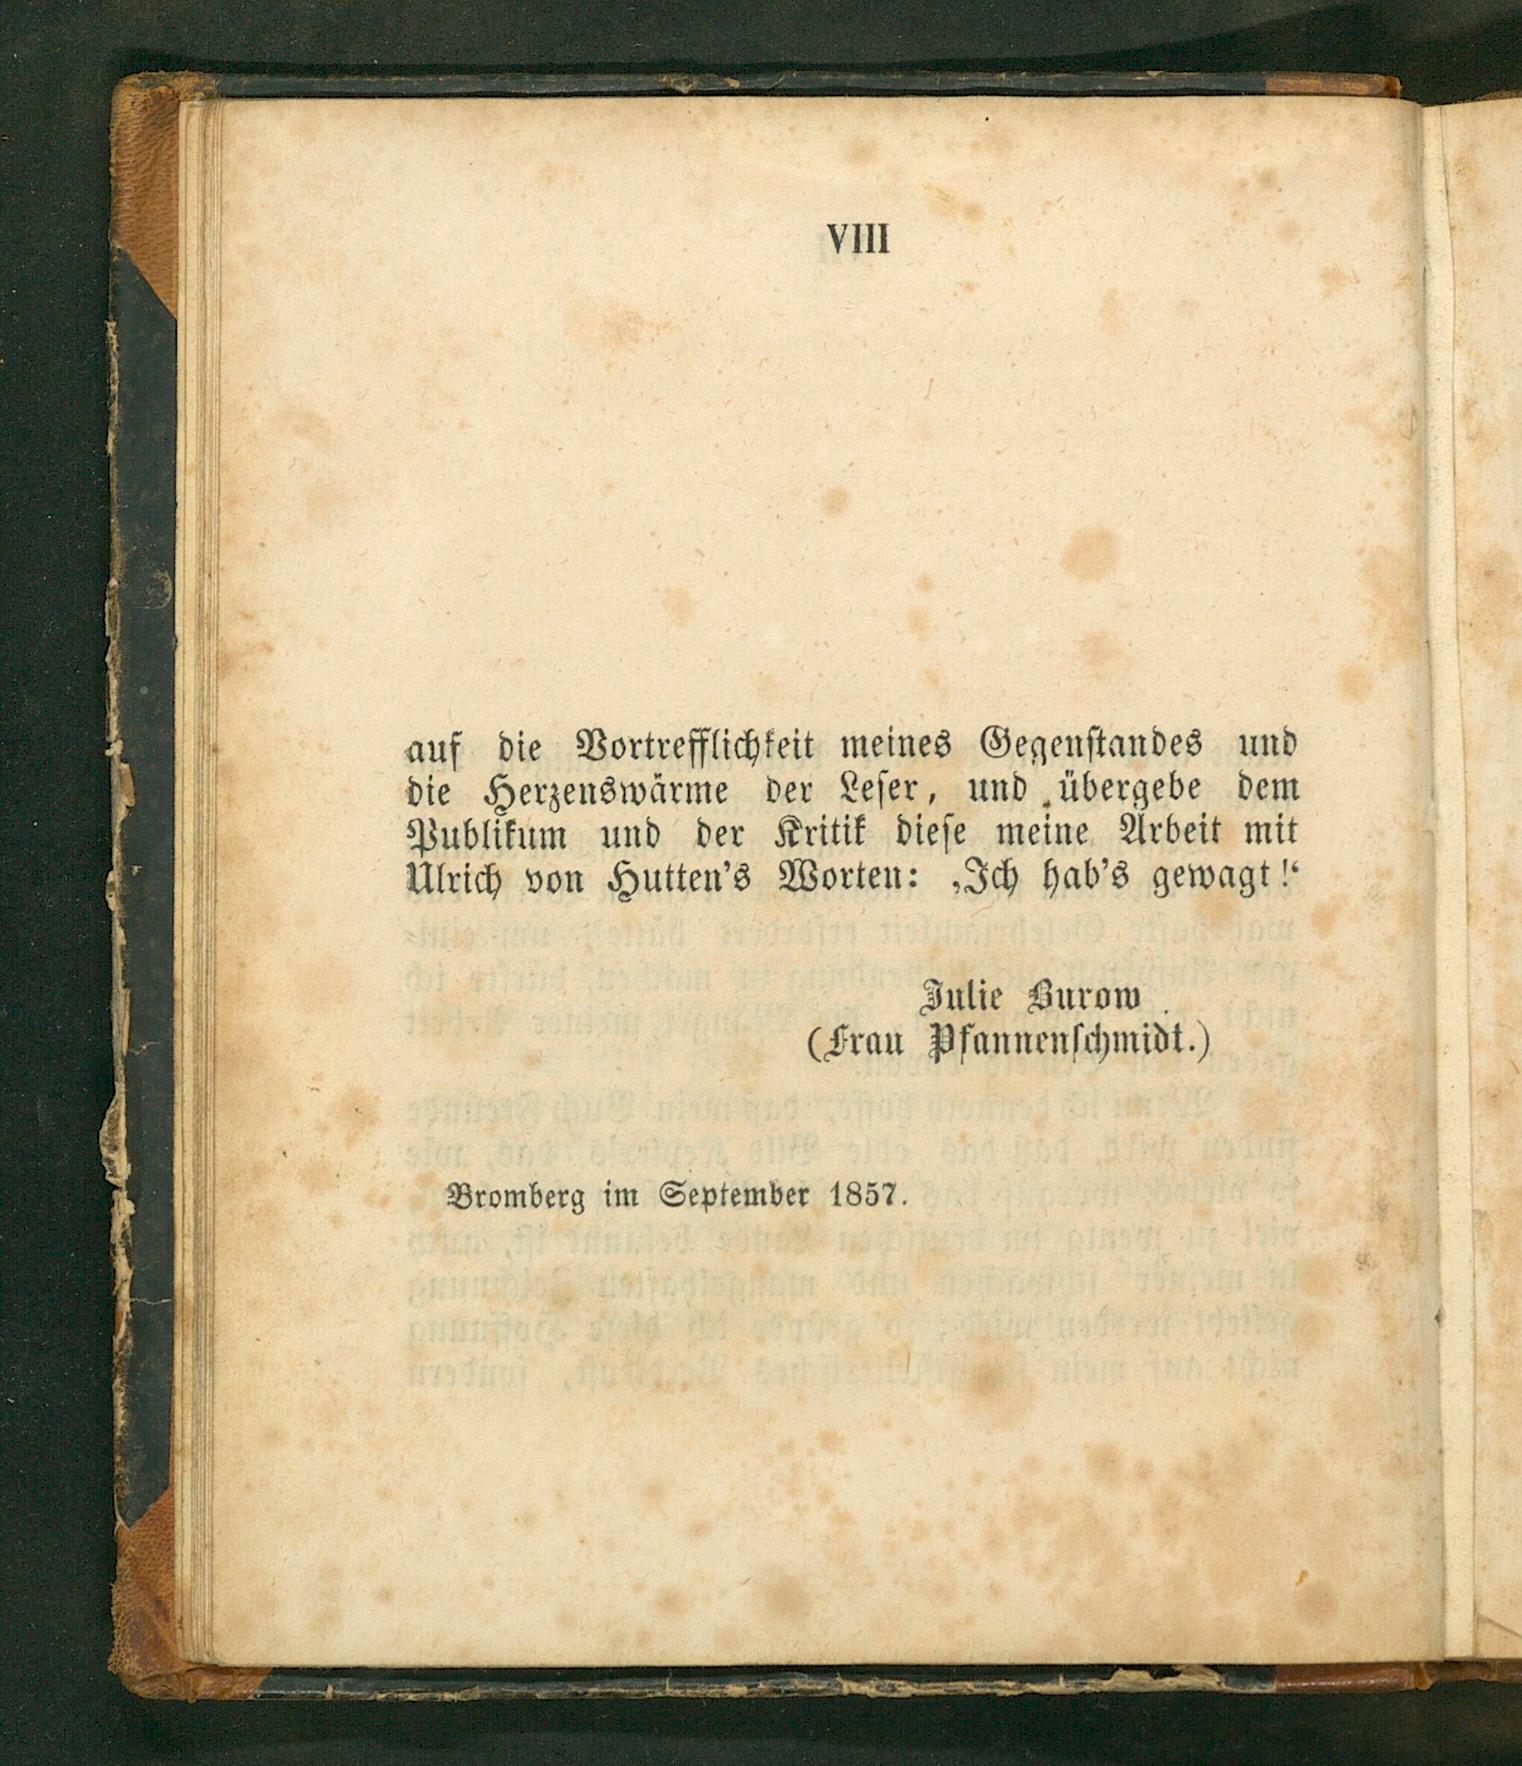 VIII
auf die Vortrefflichkeit meines Gegenstandes und
die Herzenswärme der Leser, und übergebe dem
Publikum und der Kritik diese meine Arbeit mit
Ulrich von Hutten's Worten: ‚Ich hab's gewagt!‘
Julie Burow
(Frau Pfannenschmidt.)
Bromberg im September 1857.